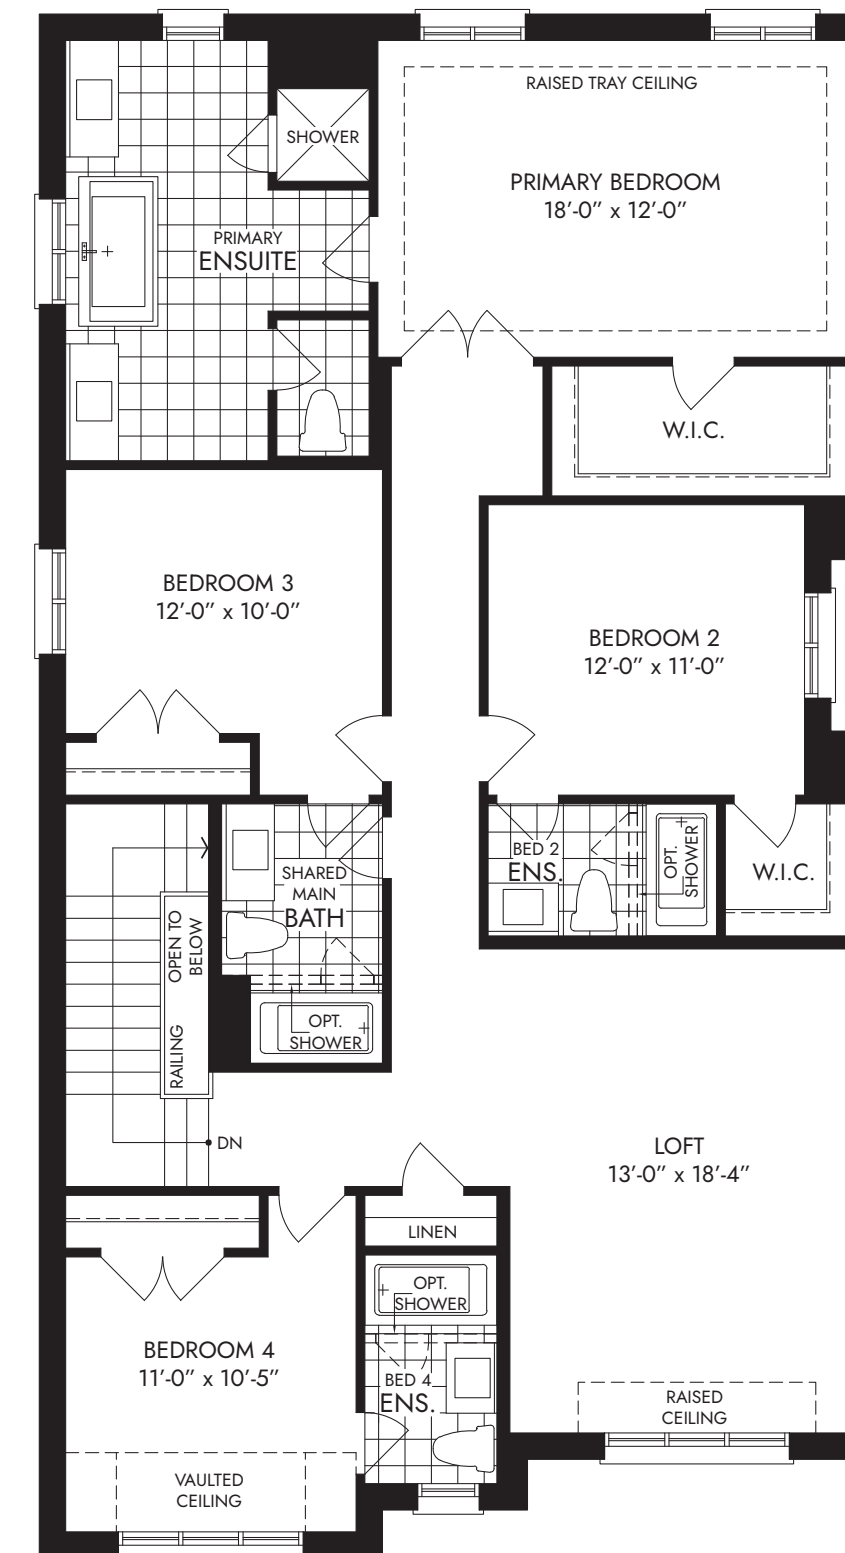 RAISED TRAY CEILING
SHOWER
PRIMARY BEDROOM
18’-0” x 12’-0”
PRIMARY
ENSUITE
W.I.C.
BEDROOM 3
12’-0” x 10’-0”
BEDROOM 2
12’-0” x 11’-0”
BED 2
ENS.
OPT.
SHOWER
W.I.C.
SHARED
MAIN
BATH
OPEN TO
BELOW
RAILING
OPT.
SHOWER
DN
LOFT
13’-0” x 18’-4”
LINEN
OPT.
SHOWER
BEDROOM 4
11’-0” x 10’-5”
BED 4
ENS.
RAISED
CEILING
VAULTED
CEILING